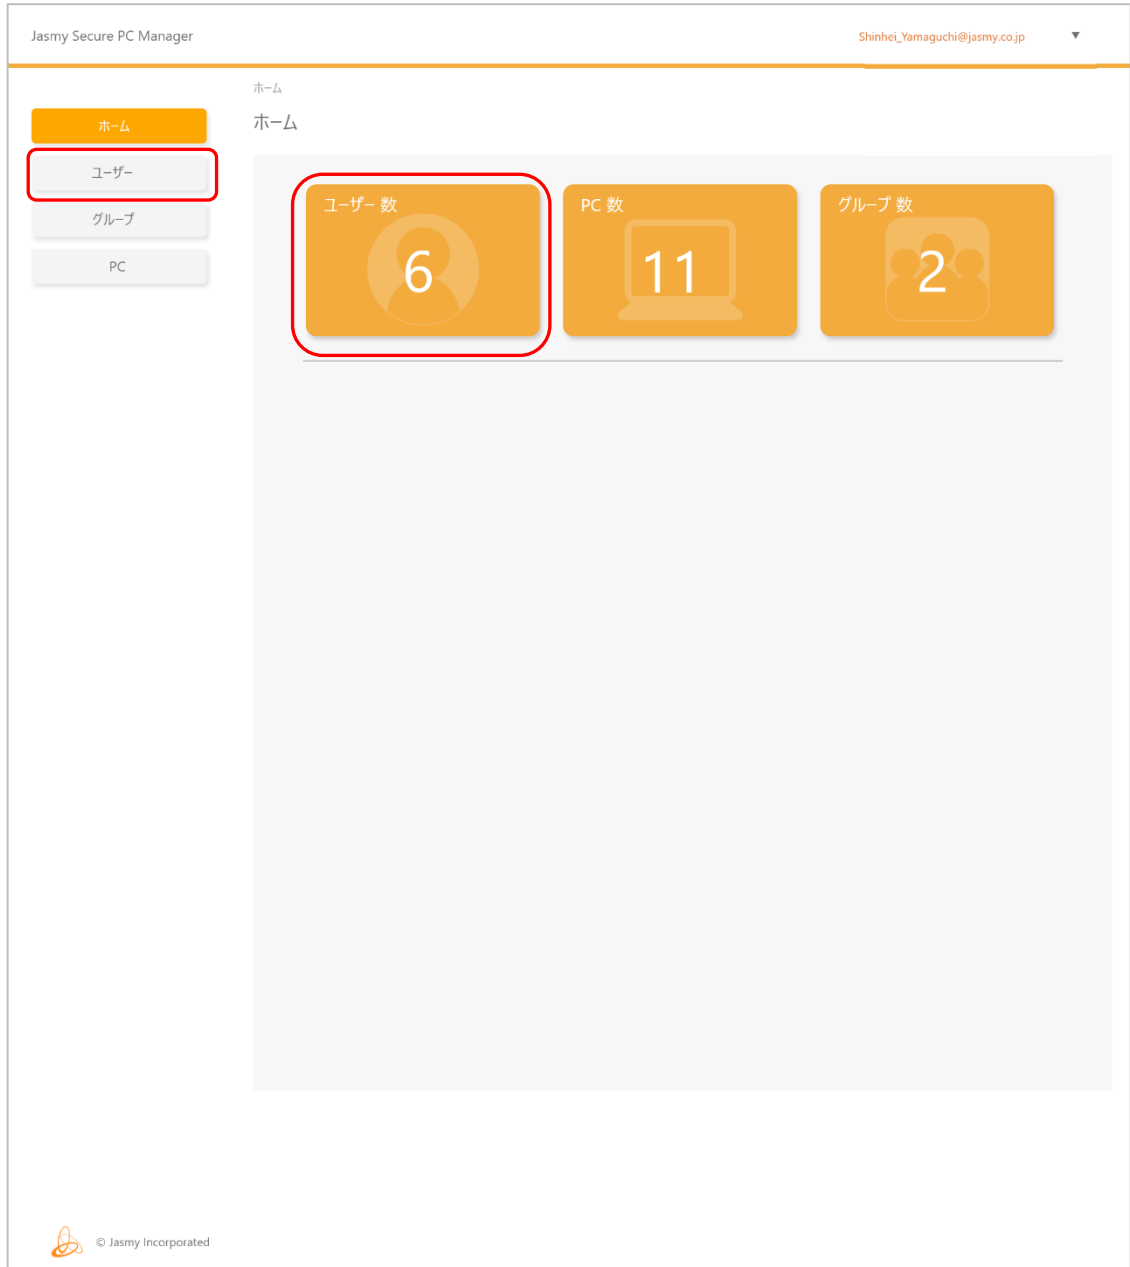 Jasmy Secure PC Manager
Shinhei_Yamaguchi@jasmy.co.jp ▼
ホーム
ホーム
ホーム
ユーザー
グループ
PC
ユーザー 数
6
PC 数
11
グループ 数
2
© Jasmy Incorporated